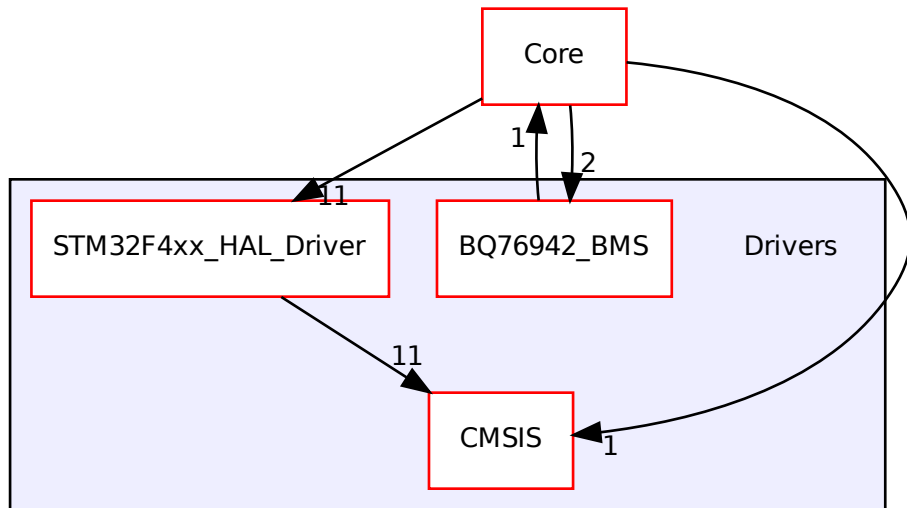 Core
1
2
11
STM32F4xx_HAL_Driver
BQ76942_BMS
Drivers
11
CMSIS
1